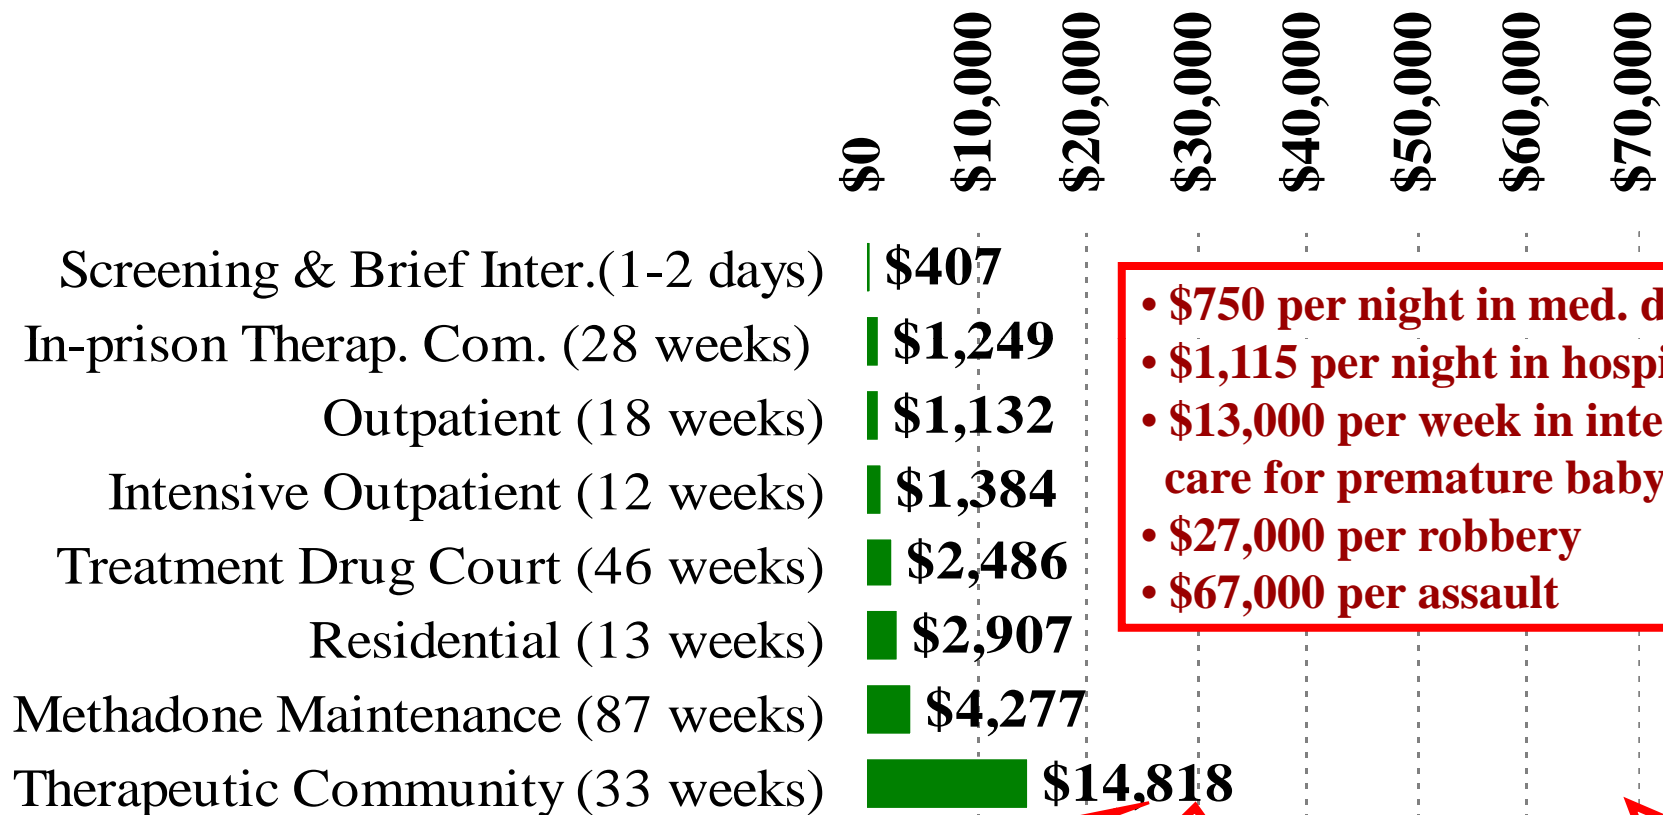 $0 $10,000 $20,000 $30,000 $40,000 $50,000 $60,000 $70,000
Screening & Brief Inter.(1-2 days) $407
In-prison Therap. Com. (28 weeks) $1,249
Outpatient (18 weeks) $1,132
Intensive Outpatient (12 weeks) $1,384
Treatment Drug Court (46 weeks) $2,486
Residential (13 weeks) $2,907
Methadone Maintenance (87 weeks) $4,277
Therapeutic Community (33 weeks) $14,818
• $750 per night in med.
• $1,115 per night in
• $13,000 per week in
care for premature baby
• $27,000 per robbery
• $67,000 per assault